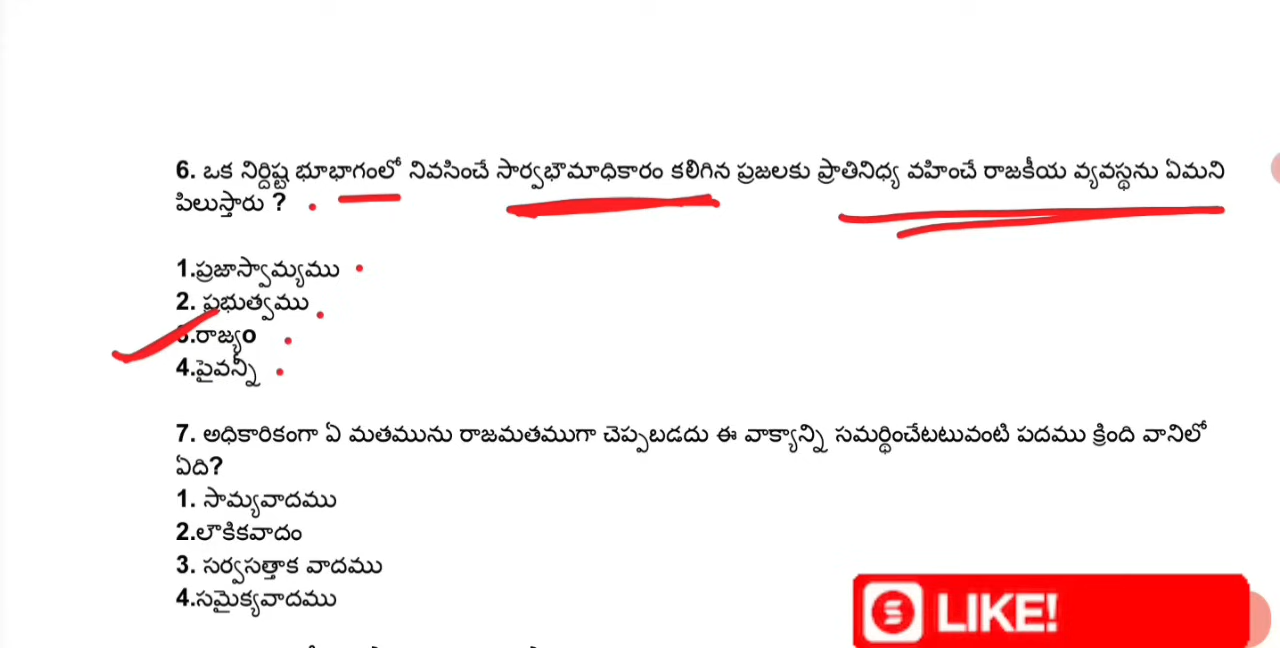 6. ఒక నిర్దిష్ట భూభాగంలో నివసించే సార్వభౌమాధికారం కలిగిన ప్రజలకు ప్రాతినిధ్య వహించే రాజకీయ వ్యవస్థను ఏమని
పిలుస్తారు ?
1.ప్రజాస్వామ్యము
2. ప్రభుత్వము
3.రాజ్యం
4.పైవన్నీ
7. అధికారికంగా ఏ మతమును రాజమతముగా చెప్పబడదు ఈ వాక్యాన్ని సమర్థించేటటువంటి పదము క్రింది వానిలో
ఏది?
1. సామ్యవాదము
2.లౌకికవాదం
3. సర్వసత్తాక వాదము
4.సమైక్యవాదము
LIKE!